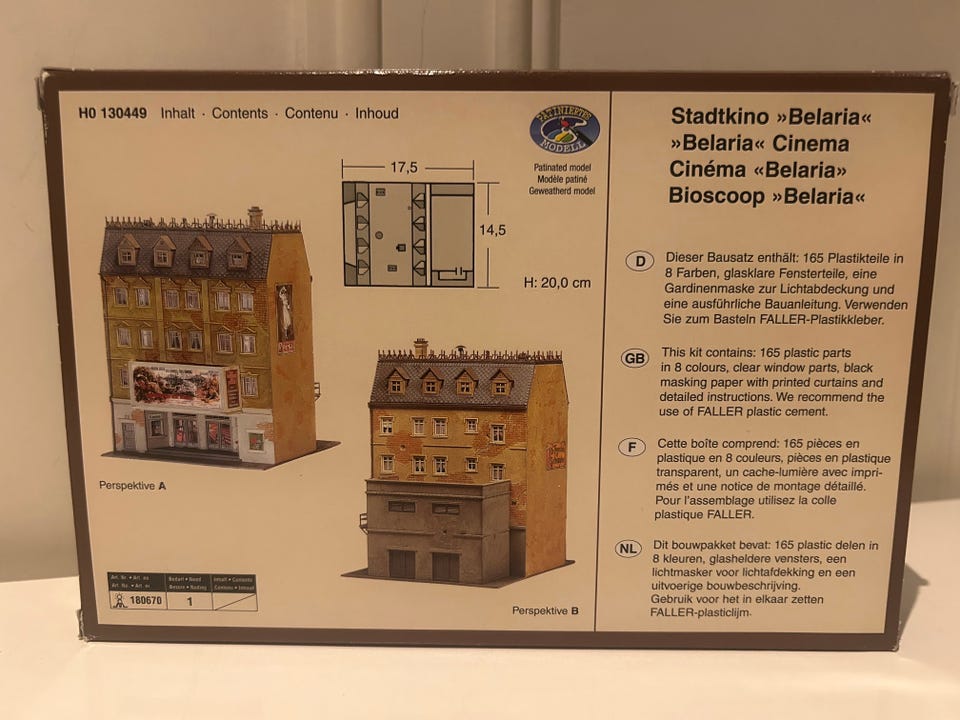 H0 130449 Inhalt · Contents · Contenu · Inhoud
PATINIERTES
MODELL
Patinated model
Modèle patiné
Geweatherd model
17,5
14,5
H: 20,0 cm
Perspektive A
Perspektive B
180670
1
Stadtkino »Belaria«
»Belaria« Cinema
Cinéma «Belaria»
Bioscoop »Belaria«
D
Dieser Bausatz enthält: 165 Plastikteile in
8 Farben, glasklare Fensterteile, eine
Gardinenmaske zur Lichtabdeckung und
eine ausführliche Bauanleitung. Verwenden
Sie zum Basteln FALLER-Plastikkleber.
GB
This kit contains: 165 plastic parts
in 8 colours, clear window parts, black
masking paper with printed curtains and
detailed instructions. We recommend the
use of FALLER plastic cement.
F
Cette boîte comprend: 165 pièces en
plastique en 8 couleurs, pièces en plastique
transparent, un cache-lumière avec impri-
més et une notice de montage détaillé.
Pour l'assemblage utilisez la colle
plastique FALLER.
NL
Dit bouwpakket bevat: 165 plastic delen in
8 kleuren, glasheldere vensters, een
lichtmasker voor lichtafdekking en een
uitvoerige bouwbeschrijving.
Gebruik voor het in elkaar zetten
FALLER-plasticlijm.